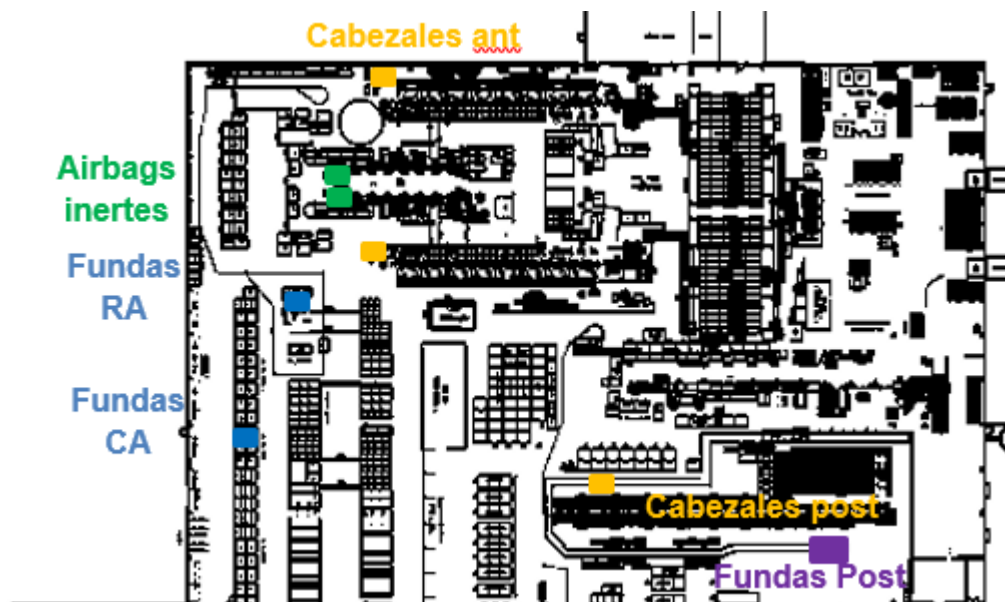 Cabezales ant
Airbags
inertes
Fundas
RA
Fundas
CA
Cabezales post
Fundas Post